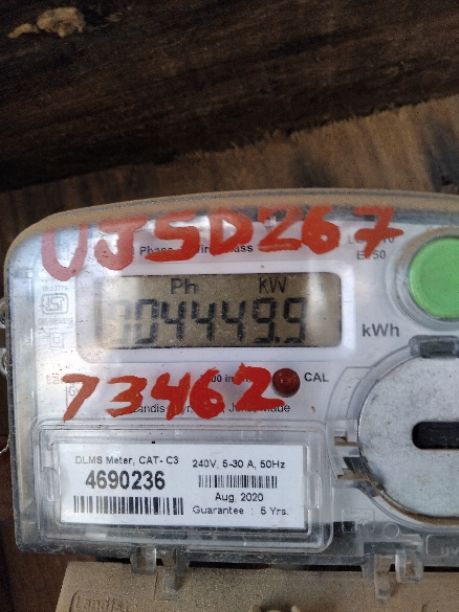 UJSD267
Ph kW
004449.9
kWh
73462
CAL
DLMS Meter, CAT- C3 240V, 5-30 A, 50Hz
4690236
Aug, 2020
Guarantee : 5 Yrs.